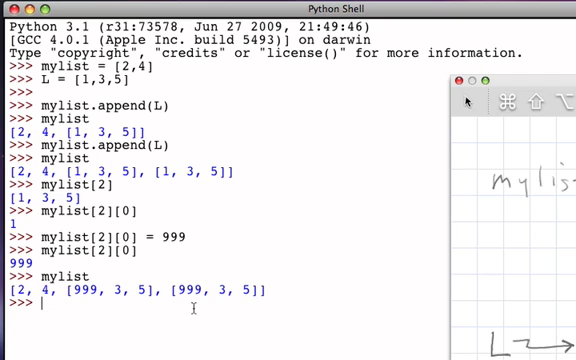 Python Shell
Python 3.1 (r31:73578, Jun 27 2009, 21:49:46)
[GCC 4.0.1 (Apple Inc. build 5493)] on darwin
Type "copyright", "credits" or "license()" for more information.
>>> mylist = [2,4]
>>> L = [1,3,5]
>>>
>>> mylist.append(L)
>>> mylist
[2, 4, [1, 3, 5]]
>>> mylist.append(L)
>>> mylist
[2, 4, [1, 3, 5], [1, 3, 5]]
>>> mylist[2]
[1, 3, 5]
>>> mylist[2][0]
1
>>> mylist[2][0] = 999
>>> mylist[2][0]
999
>>> mylist
[2, 4, [999, 3, 5], [999, 3, 5]]
>>>
⌘ ⇧ ⌥
mylis
L